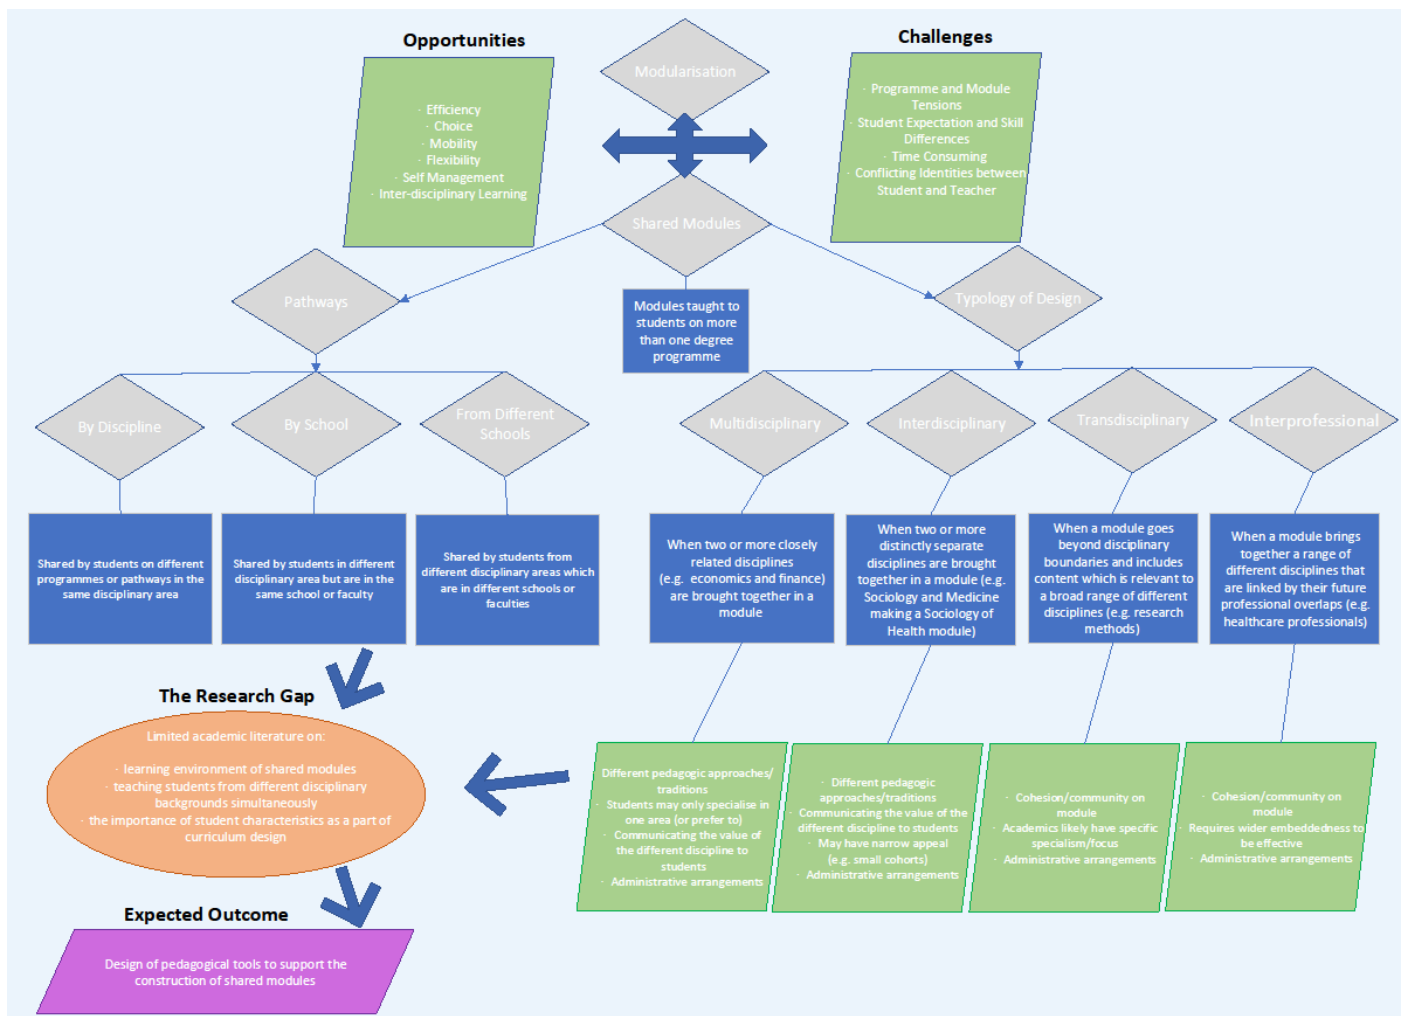 Opportunities
Challenges
Modularisation
· Efficiency
· Choice
· Mobility
· Flexibility
· Self Management
· Inter-disciplinary Learning
· Programme and Module
Tensions
· Student Expectation and Skill
Differences
· Time Consuming
· Conflicting Identities between
Student and Teacher
Shared Modules
Pathways
Modules taught to
students on more
than one degree
programme
Typology of Design
By Discipline
By School
From Different
Schools
Multidisciplinary
Interdisciplinary
Transdisciplinary
Interprofessional
Shared by students on different
programmes or pathways in the
same disciplinary area
Shared by students in different
disciplinary area but are in the
same school or faculty
Shared by students from
different disciplinary areas which
are in different schools or
faculties
When two or more closely
related disciplines
(e.g. economics and finance)
are brought together in a
module
When two or more
distinctly separate
disciplines are brought
together in a module (e.g.
Sociology and Medicine
making a Sociology of
Health module)
When a module goes
beyond disciplinary
boundaries and includes
content which is relevant to
a broad range of different
disciplines (e.g. research
methods)
When a module brings
together a range of
different disciplines that
are linked by their future
professional overlaps (e.g.
healthcare professionals)
The Research Gap
Limited academic literature on:
· learning environment of shared modules
· teaching students from different disciplinary
backgrounds simultaneously
· the importance of student characteristics as a part of
curriculum design
Different pedagogic approaches/
traditions
· Students may only specialise in
one area (or prefer to)
· Communicating the value of
the different discipline to
students
· Administrative arrangements
· Different pedagogic
approaches/traditions
· Communicating the value of the
different discipline to students
· May have narrow appeal
(e.g. small cohorts)
· Administrative arrangements
· Cohesion/community on
module
· Academics likely have specific
specialism/focus
· Administrative arrangements
· Cohesion/community on
module
· Requires wider embeddedness to
be effective
· Administrative arrangements
Expected Outcome
Design of pedagogical tools to support the
construction of shared modules